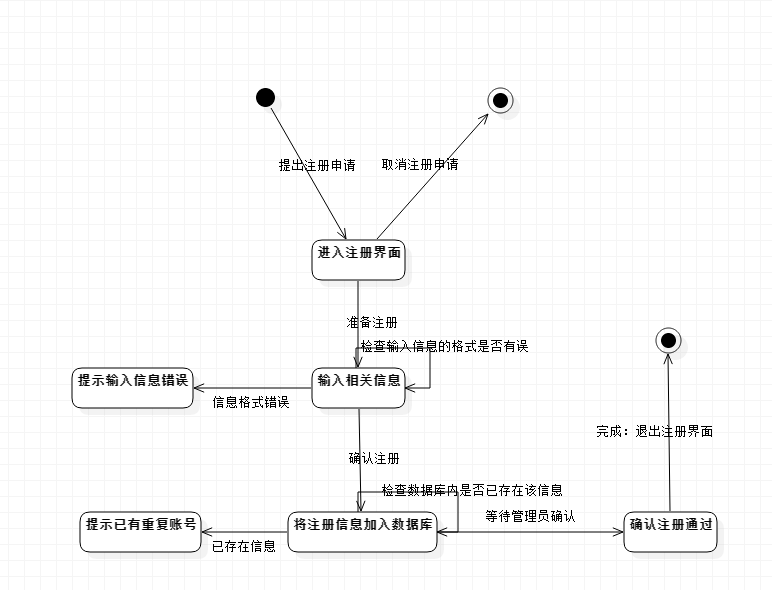 提出注册申请
取消注册申请
进入注册界面
准备注册
检查输入信息的格式是否有误
提示输入信息错误
输入相关信息
信息格式错误
完成：退出注册界面
确认注册
检查数据库内是否已存在该信息
等待管理员确认
提示已有重复账号
将注册信息加入数据库
确认注册通过
已存在信息